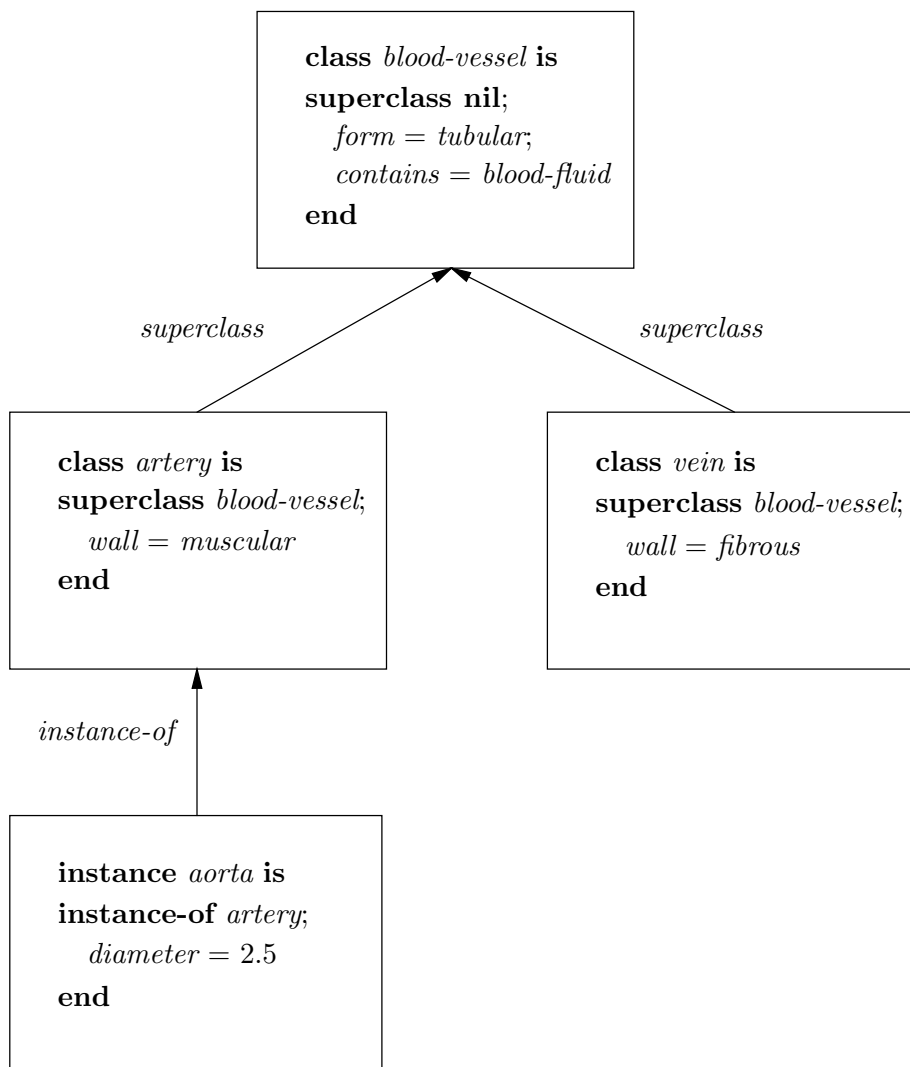 class blood-vessel is
superclass nil;
form = tubular;
contains = blood-fluid
end
superclass
superclass
class artery is
superclass blood-vessel;
wall = muscular
end
class vein is
superclass blood-vessel;
wall = fibrous
end
instance-of
instance aorta is
instance-of artery;
diameter = 2.5
end